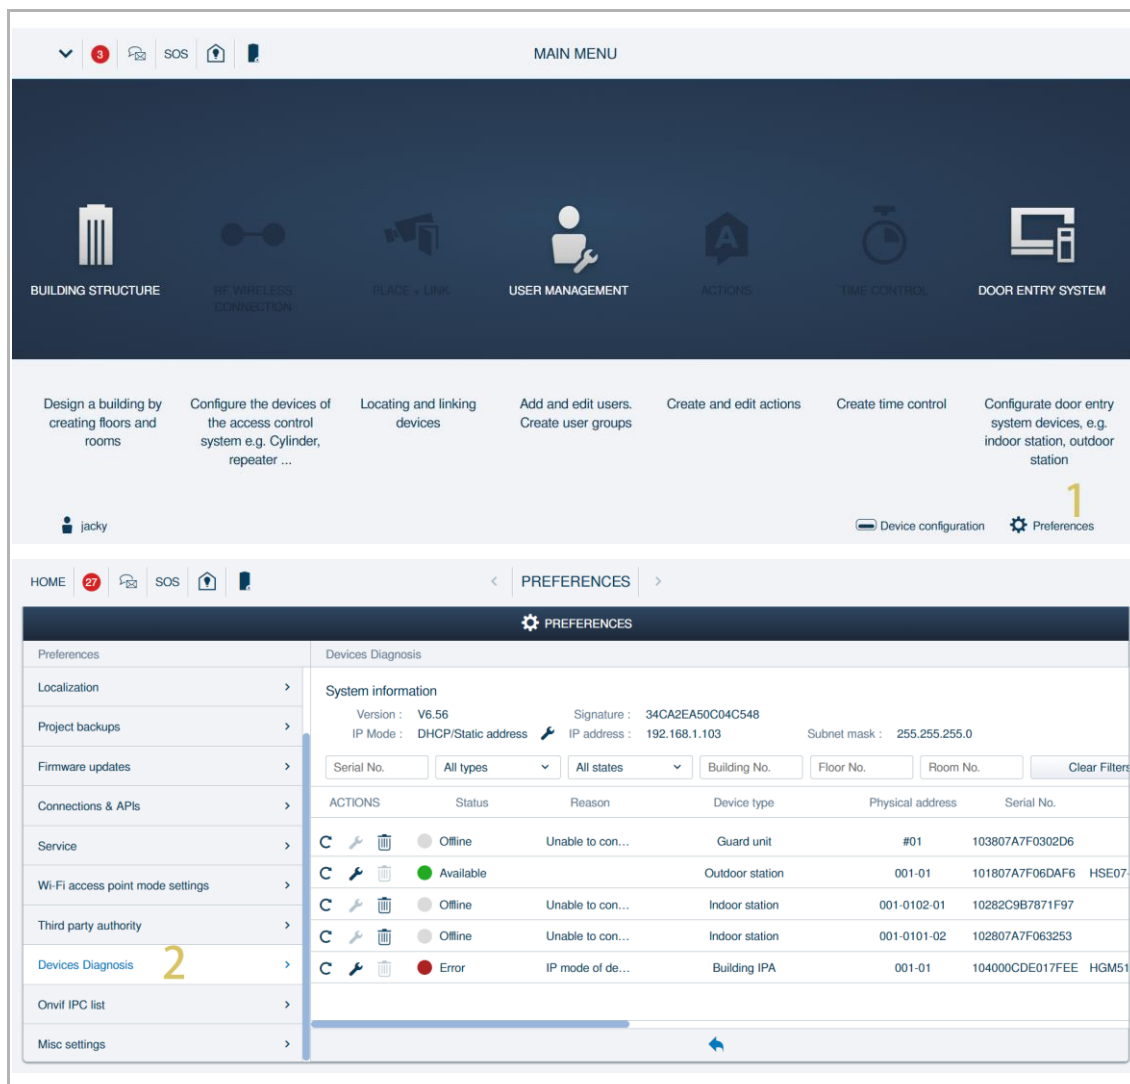 3 SOS MAIN MENU
BUILDING STRUCTURE RF WIRELESS CONNECTION PLACE + LINK USER MANAGEMENT ACTIONS TIME CONTROL DOOR ENTRY SYSTEM
Design a building by creating floors and rooms
Configure the devices of the access control system e.g. Cylinder, repeater ...
Locating and linking devices
Add and edit users. Create user groups
Create and edit actions
Create time control
Configurate door entry system devices, e.g. indoor station, outdoor station
1
jacky Device configuration Preferences
HOME 27 SOS < PREFERENCES >
PREFERENCES
Preferences Devices Diagnosis
Localization >
Project backups >
Firmware updates >
Connections & APIs >
Service >
Wi-Fi access point mode settings >
Third party authority >
Devices Diagnosis 2 >
Onvif IPC list >
Misc settings >
System information
Version : V6.56 Signature : 34CA2EA50C04C548
IP Mode : DHCP/Static address IP address : 192.168.1.103 Subnet mask : 255.255.255.0
Serial No. All types All states Building No. Floor No. Room No. Clear Filters
ACTIONS Status Reason Device type Physical address Serial No.
Offline Unable to con... Guard unit #01 103807A7F0302D6
Available Outdoor station 001-01 101807A7F06DAF6 HSE07-
Offline Unable to con... Indoor station 001-0102-01 10282C9B7871F97
Offline Unable to con... Indoor station 001-0101-02 102807A7F063253
Error IP mode of de... Building IPA 001-01 104000CDE017FEE HGM51